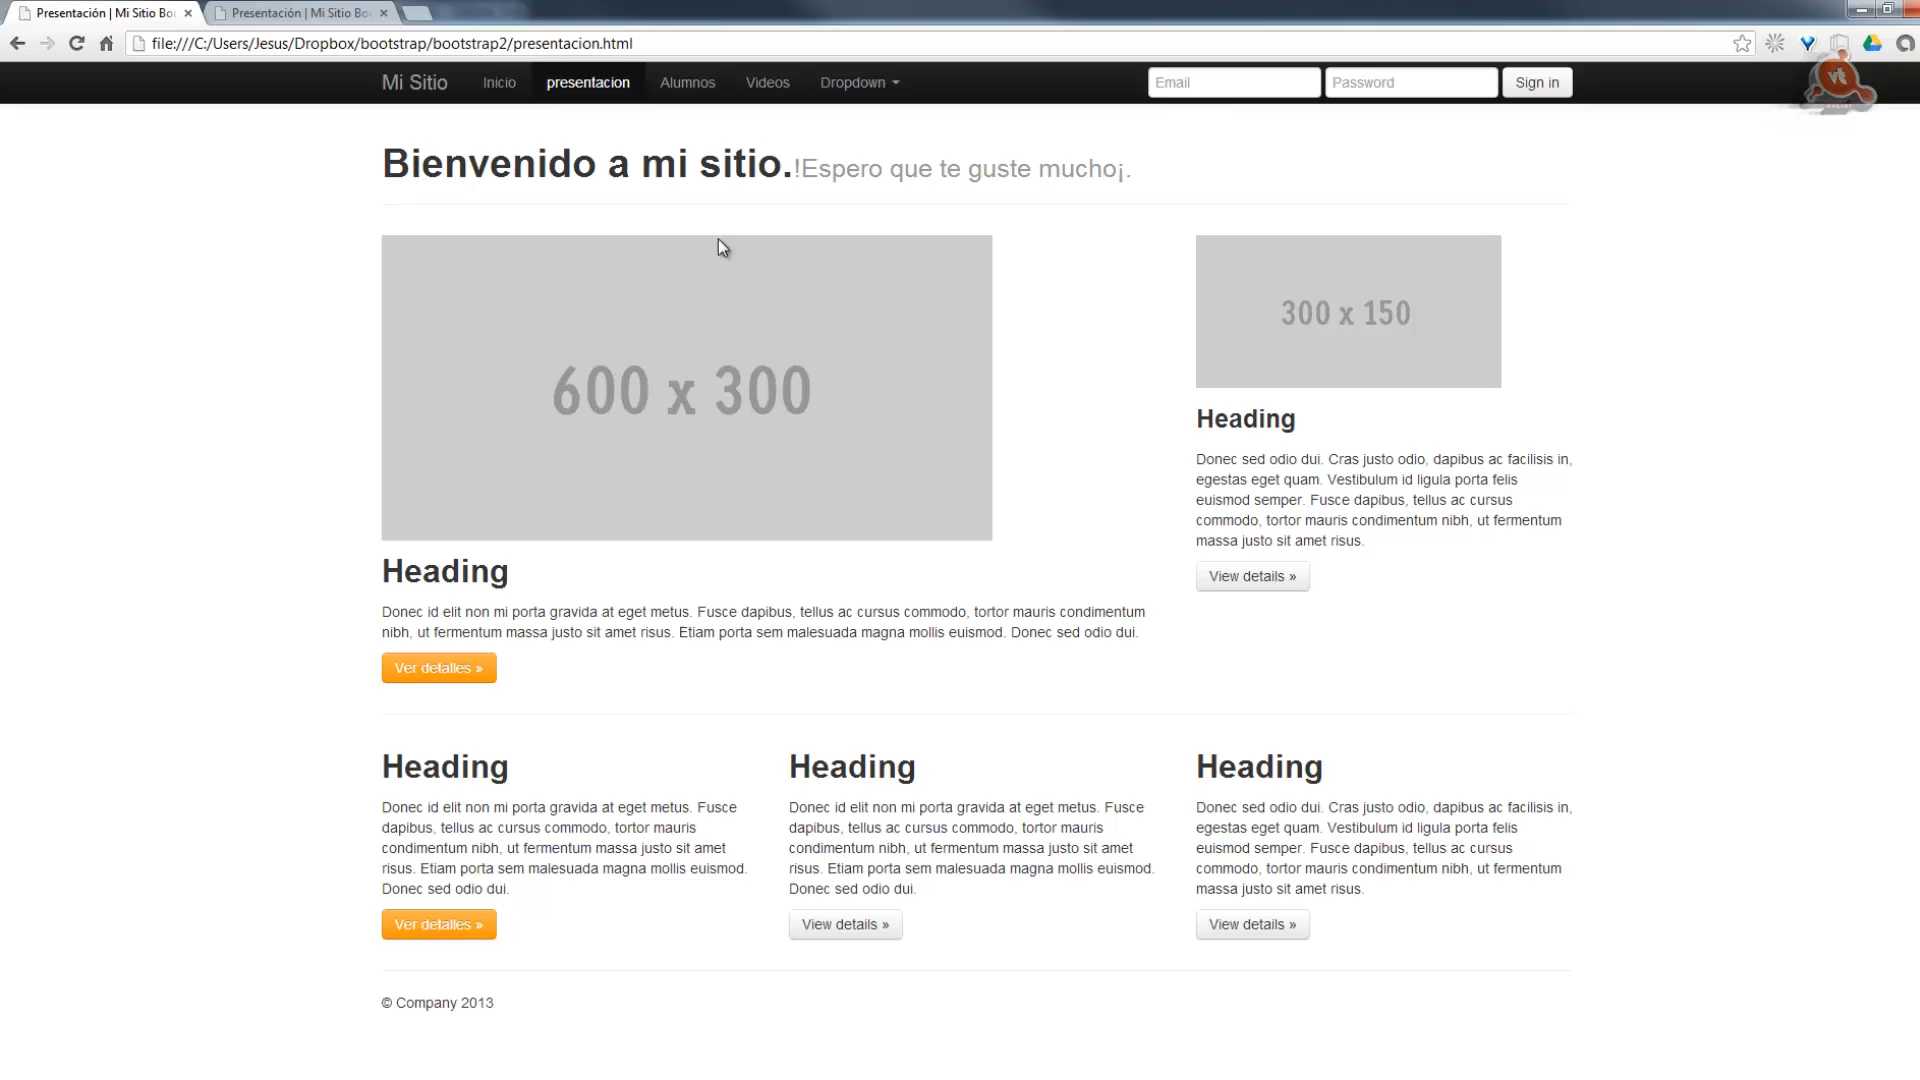 Presentación | Mi Sitio Bo
Presentación | Mi Sitio Bo
file:///C:/Users/Jesus/Dropbox/bootstrap/bootstrap2/presentacion.html
Mi Sitio Inicio presentacion Alumnos Videos Dropdown Email Password Sign in
vt
Bienvenido a mi sitio.!Espero que te guste mucho¡.
600 x 300
Heading
Donec id elit non mi porta gravida at eget metus. Fusce dapibus, tellus ac cursus commodo, tortor mauris condimentum
nibh, ut fermentum massa justo sit amet risus. Etiam porta sem malesuada magna mollis euismod. Donec sed odio dui.
Ver detalles »
300 x 150
Heading
Donec sed odio dui. Cras justo odio, dapibus ac facilisis in,
egestas eget quam. Vestibulum id ligula porta felis
euismod semper. Fusce dapibus, tellus ac cursus
commodo, tortor mauris condimentum nibh, ut fermentum
massa justo sit amet risus.
View details »
Heading
Donec id elit non mi porta gravida at eget metus. Fusce
dapibus, tellus ac cursus commodo, tortor mauris
condimentum nibh, ut fermentum massa justo sit amet
risus. Etiam porta sem malesuada magna mollis euismod.
Donec sed odio dui.
Ver detalles »
Heading
Donec id elit non mi porta gravida at eget metus. Fusce
dapibus, tellus ac cursus commodo, tortor mauris
condimentum nibh, ut fermentum massa justo sit amet
risus. Etiam porta sem malesuada magna mollis euismod.
Donec sed odio dui.
View details »
Heading
Donec sed odio dui. Cras justo odio, dapibus ac facilisis in,
egestas eget quam. Vestibulum id ligula porta felis
euismod semper. Fusce dapibus, tellus ac cursus
commodo, tortor mauris condimentum nibh, ut fermentum
massa justo sit amet risus.
View details »
© Company 2013